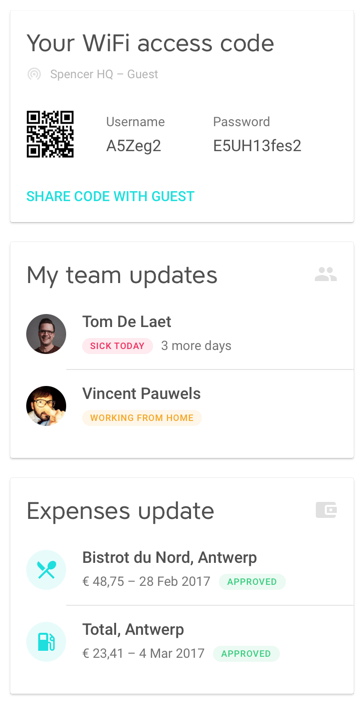 Your WiFi access code
Spencer HQ – Guest
Username
Password
A5Zeg2
E5UH13fes2
SHARE CODE WITH GUEST
My team updates
Tom De Laet
SICK TODAY
3 more days
Vincent Pauwels
WORKING FROM HOME
Expenses update
Bistrot du Nord, Antwerp
€ 48,75 – 28 Feb 2017
APPROVED
Total, Antwerp
€ 23,41 – 4 Mar 2017
APPROVED